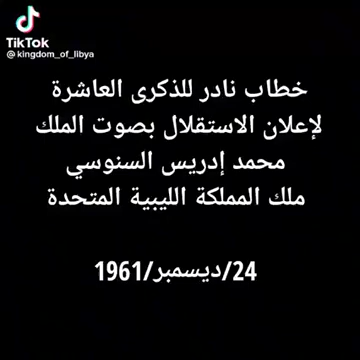 TikTok
@kingdom_of_libya
خطاب نادر للذكرى العاشرة
لإعلان الاستقلال بصوت الملك
محمد إدريس السنوسي
ملك المملكة الليبية المتحدة
24/ديسمبر/1961